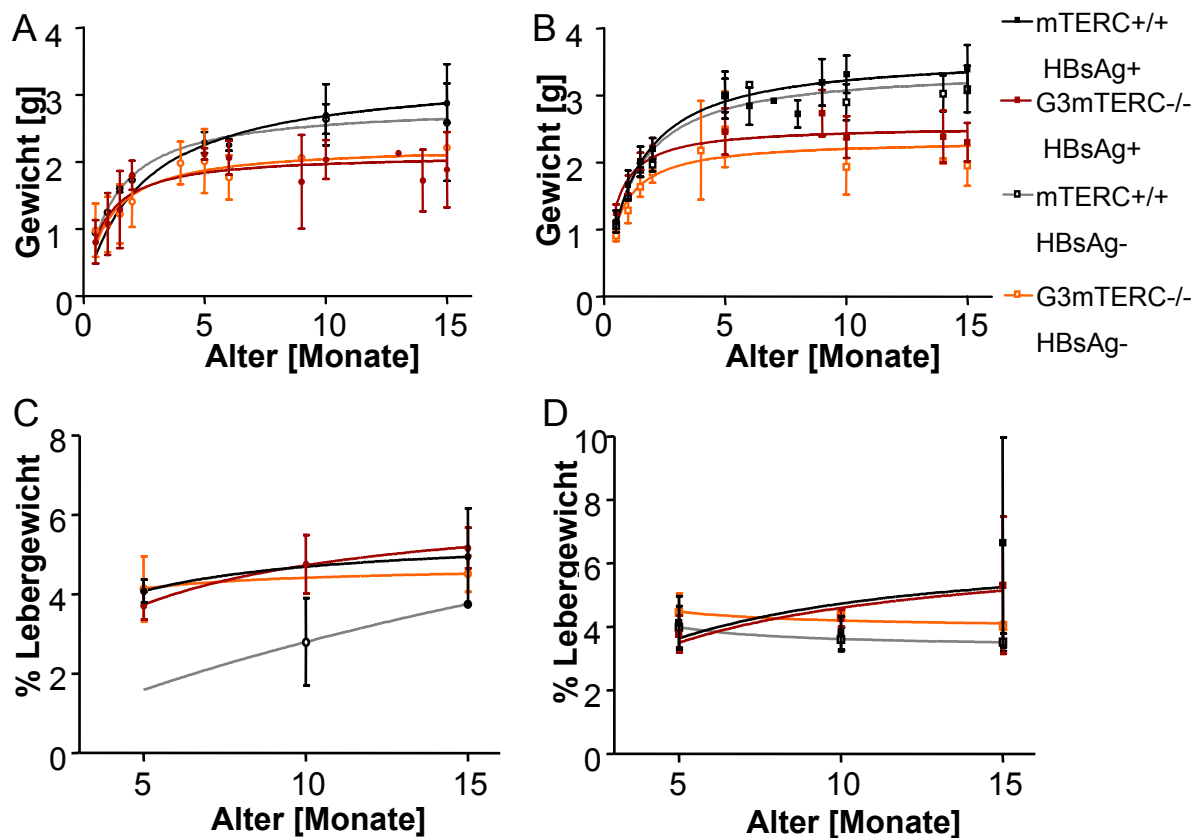 A
Gewicht [g]
4
3
2
1
0
0
5
10
15
Alter [Monate]
B
Gewicht [g]
4
3
2
1
0
0
5
10
15
Alter [Monate]
mTERC+/+
HBsAg+
G3mTERC-/-
HBsAg+
mTERC+/+
HBsAg-
G3mTERC-/-
HBsAg-
C
% Lebergewicht
8
6
4
2
0
5
10
15
Alter [Monate]
D
% Lebergewicht
10
8
6
4
2
0
5
10
15
Alter [Monate]